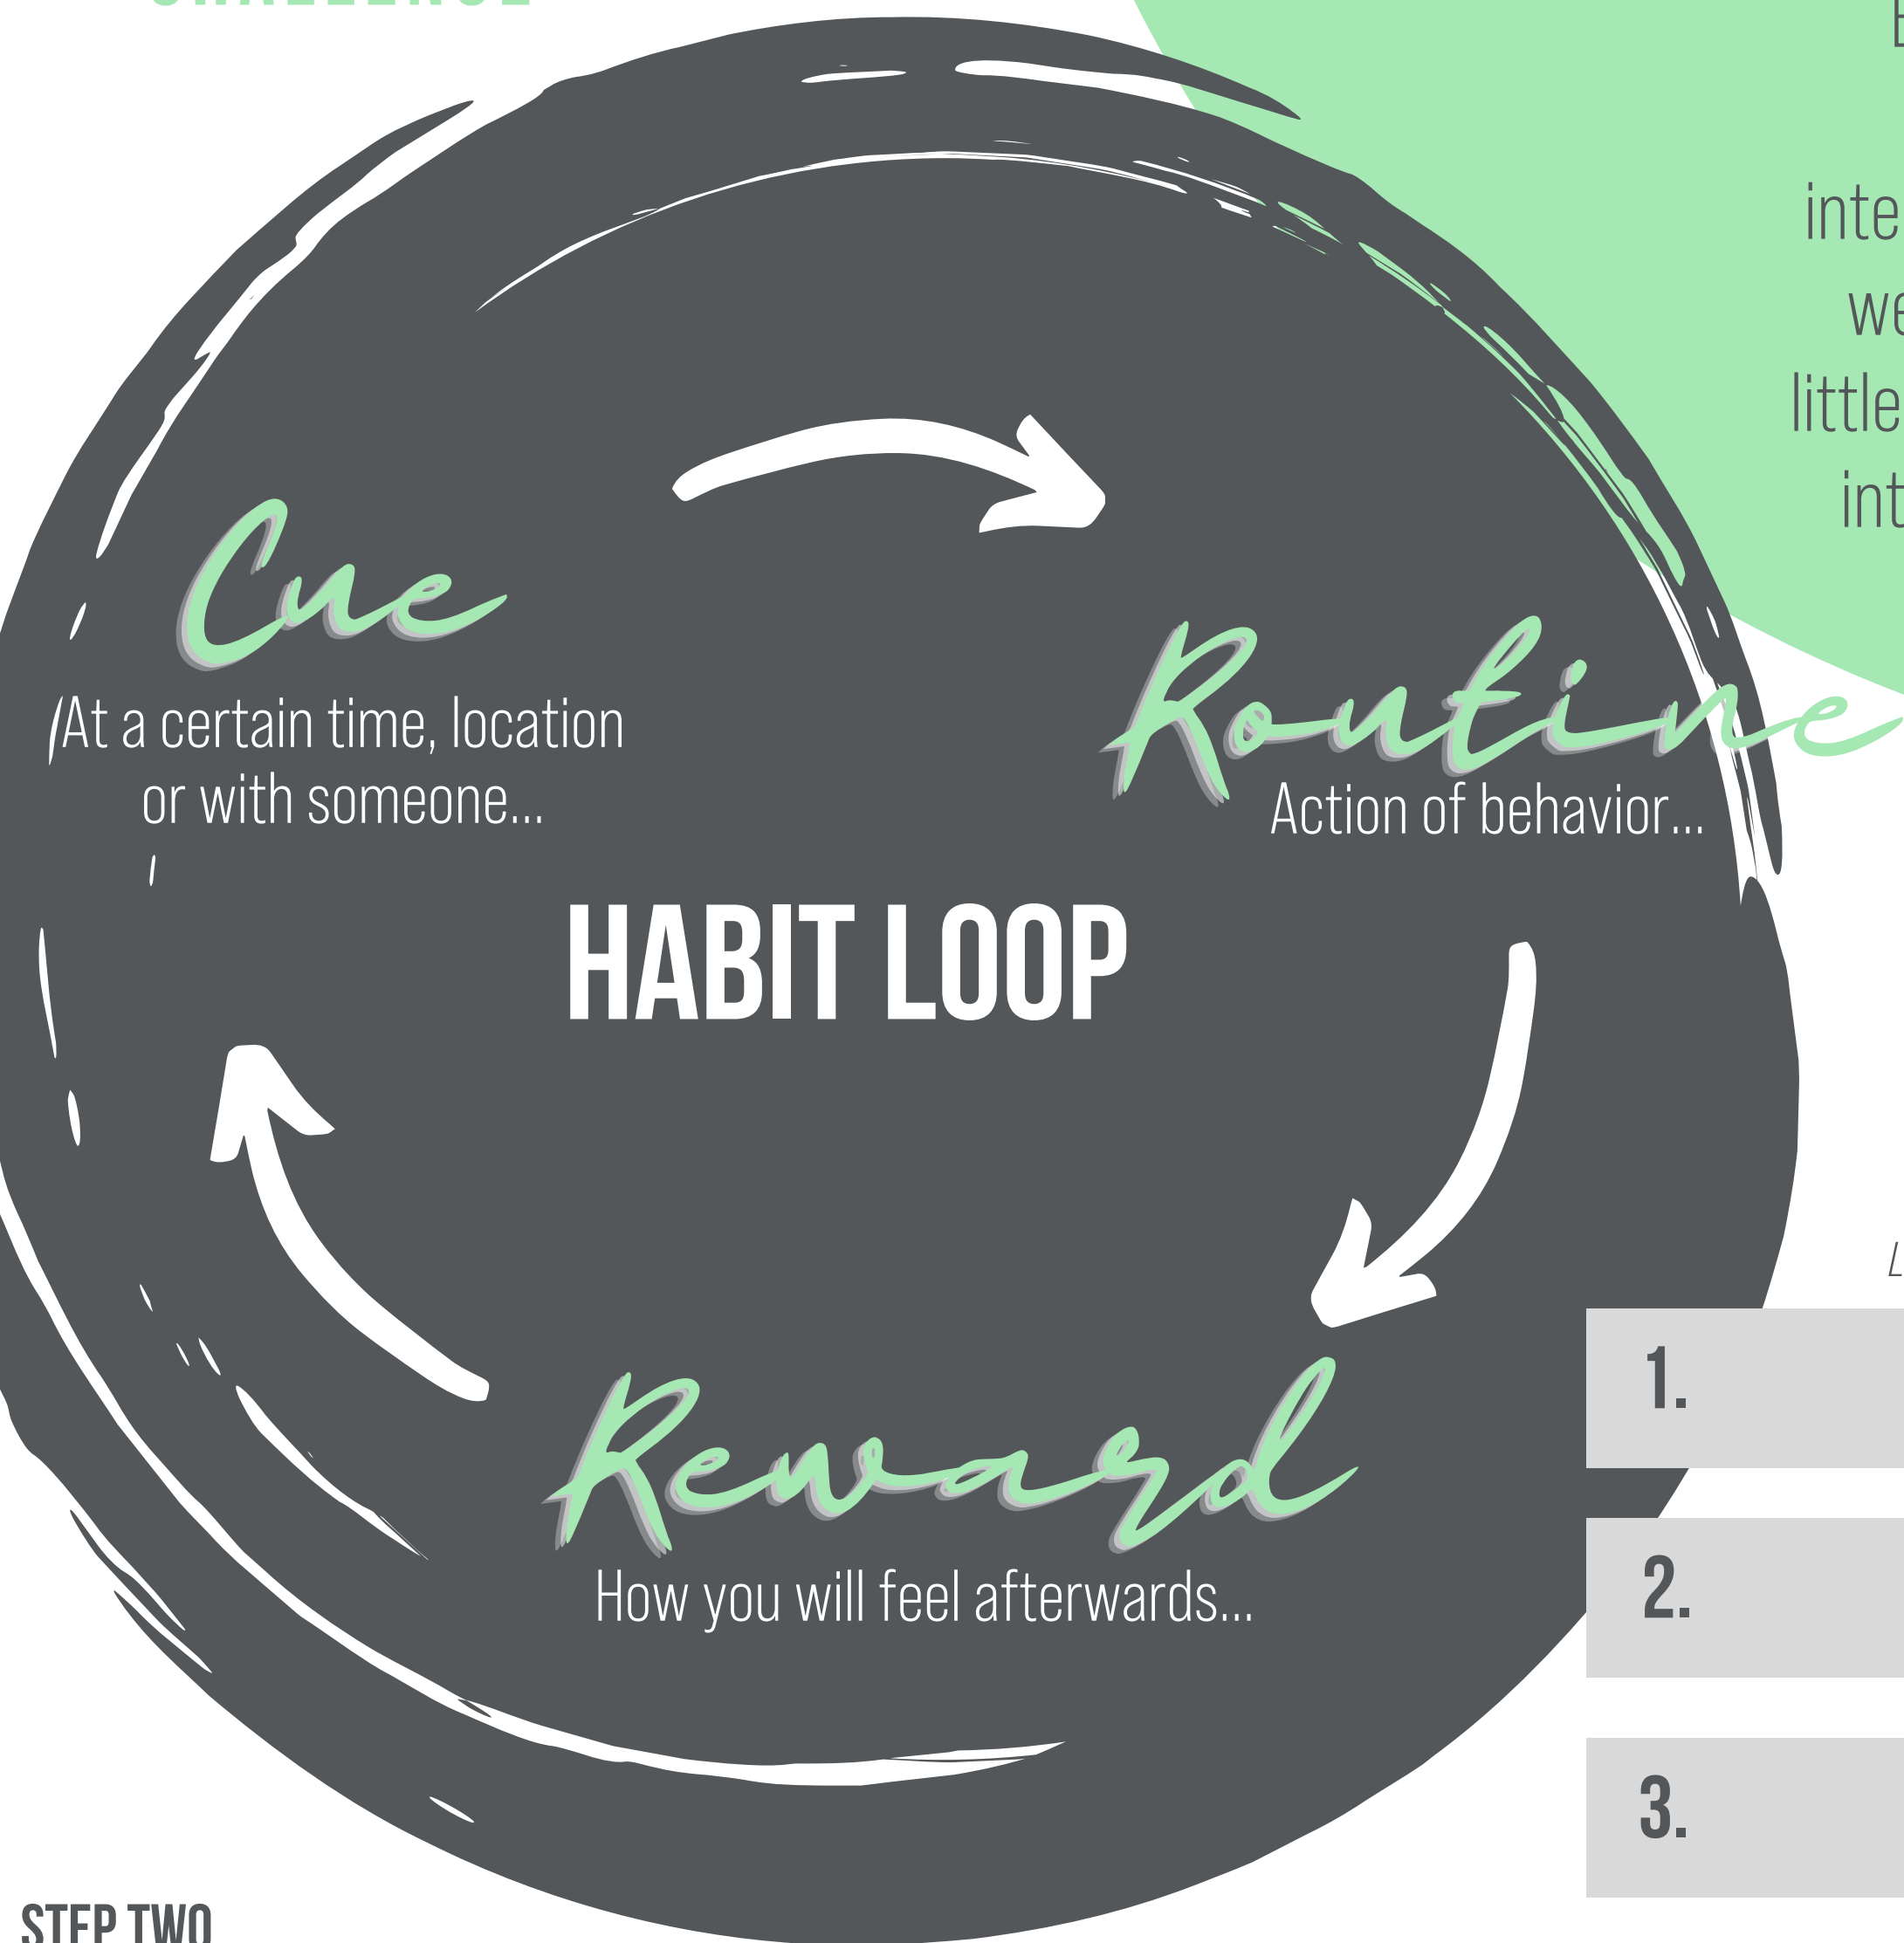 CHALLENGE
inte
we
little
int
Cue
At a certain time, location
or with someone...
Routine
Action of behavior...
HABIT LOOP
Reward
How you will feel afterwards...
1.
2.
3.
STEP TWO